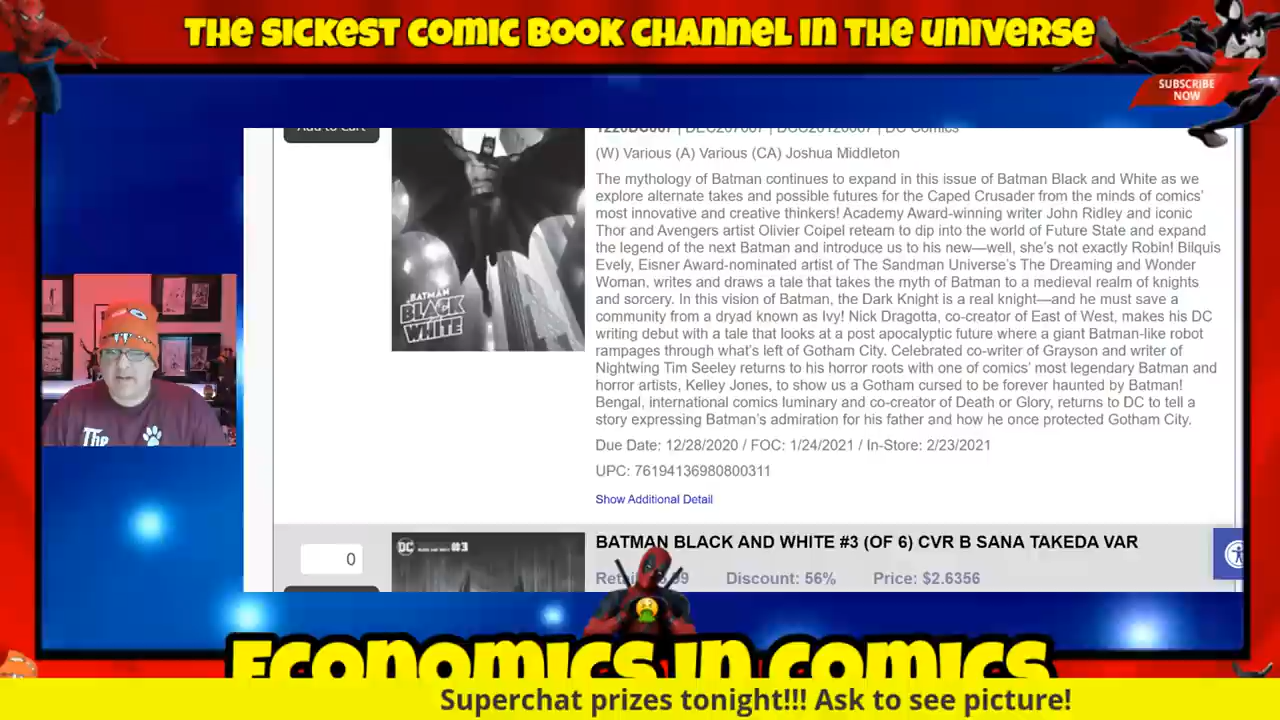 THE SICKEST COMIC BOOK CHANNEL IN THE UNIVERSE
SUBSCRIBE
NOW
Add to Cart
DC Comics
(W) Various (A) Various (CA) Joshua Middleton
The mythology of Batman continues to expand in this issue of Batman Black and White as we
explore alternate takes and possible futures for the Caped Crusader from the minds of comics'
most innovative and creative thinkers! Academy Award-winning writer John Ridley and iconic
Thor and Avengers artist Olivier Coipel reteam to dip into the world of Future State and expand
the legend of the next Batman and introduce us to his new—well, she's not exactly Robin! Bilquis
Evely, Eisner Award-nominated artist of The Sandman Universe's The Dreaming and Wonder
Woman, writes and draws a tale that takes the myth of Batman to a medieval realm of knights
and sorcery. In this vision of Batman, the Dark Knight is a real knight—and he must save a
community from a dryad known as Ivy! Nick Dragotta, co-creator of East of West, makes his DC
writing debut with a tale that looks at a post apocalyptic future where a giant Batman-like robot
rampages through what's left of Gotham City. Celebrated co-writer of Grayson and writer of
Nightwing Tim Seeley returns to his horror roots with one of comics' most legendary Batman and
horror artists, Kelley Jones, to show us a Gotham cursed to be forever haunted by Batman!
Bengal, international comics luminary and co-creator of Death or Glory, returns to DC to tell a
story expressing Batman's admiration for his father and how he once protected Gotham City.
Due Date: 12/28/2020 / FOC: 1/24/2021 / In-Store: 2/23/2021
UPC: 76194136980800311
Show Additional Detail
BATMAN
BLACK
AND
WHITE
The
0
DC
BLACK AND WHITE #3
BATMAN BLACK AND WHITE #3 (OF 6) CVR B SANA TAKEDA VAR
Discount: 56% Price: $2.6356
ECONOMICS IN COMICS
Superchat prizes tonight!!! Ask to see picture!